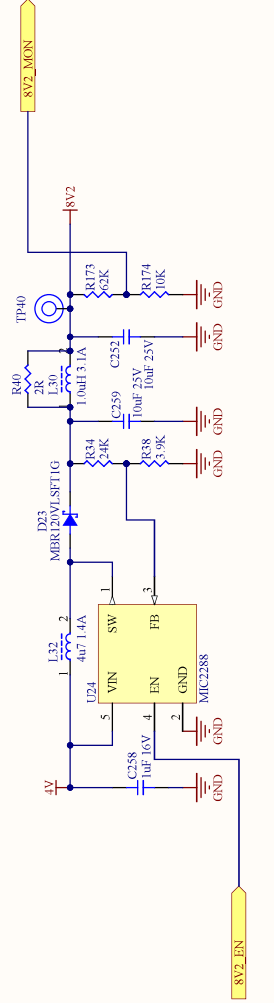 8V2_MON
8V2
TP40
R173
62K
R174
10K
GND
C252
10uF 25V
GND
R40
2R
L30
1.0uH 3.1A
2
C259
10uF 25V
GND
R34
24K
R38
3.9K
GND
D23
MBR120VLSFT1G
L32
4u7 1.4A
1
2
U24
MIC2288
SW
1
FB
3
VIN
5
EN
4
GND
2
GND
4V
C258
1uF 16V
GND
8V2_EN